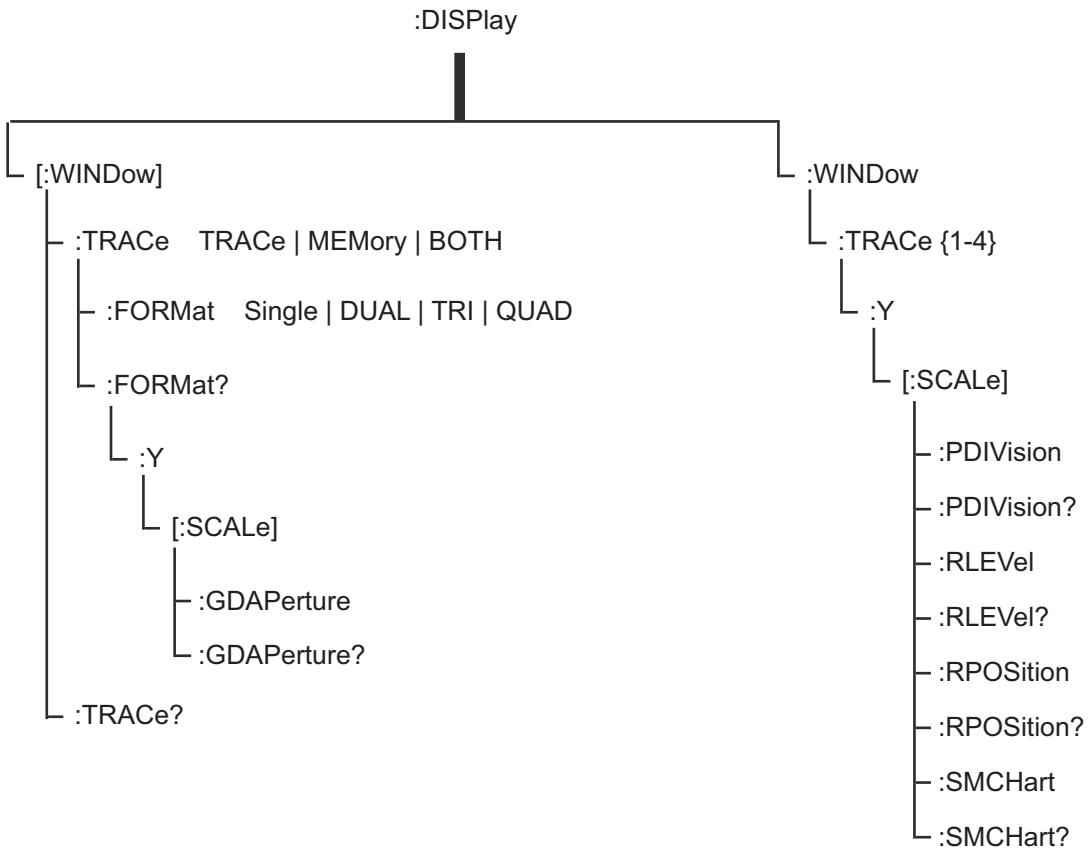 :DISPlay
[:WINDow]
:TRACe TRACe | MEMory | BOTH
:FORMat Single | DUAL | TRI | QUAD
:FORMat?
:Y
[:SCALe]
:GDAPerture
:GDAPerture?
:TRACe?
:WINDow
:TRACe {1-4}
:Y
[:SCALe]
:PDIVision
:PDIVision?
:RLEVel
:RLEVel?
:RPOSition
:RPOSition?
:SMCHart
:SMCHart?